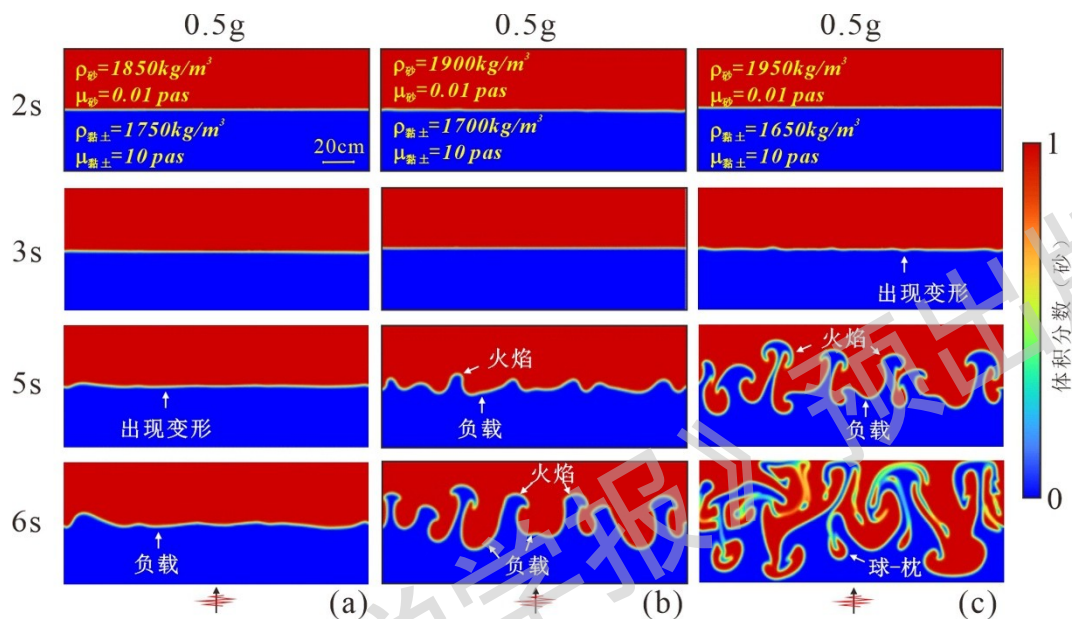 0.5g 0.5g 0.5g
2s
ρ砂=1850kg/m³
μ砂=0.01 pas
ρ黏土=1750kg/m³
μ黏土=10 pas
20cm
ρ砂=1900kg/m³
μ砂=0.01 pas
ρ黏土=1700kg/m³
μ黏土=10 pas
ρ砂=1950kg/m³
μ砂=0.01 pas
ρ黏土=1650kg/m³
μ黏土=10 pas
3s
出现变形
5s
出现变形
火焰
负载
火焰
负载
6s
负载
火焰
负载
球-枕
(a) (b) (c)
1
体积分数（砂）
0
学报》预出版